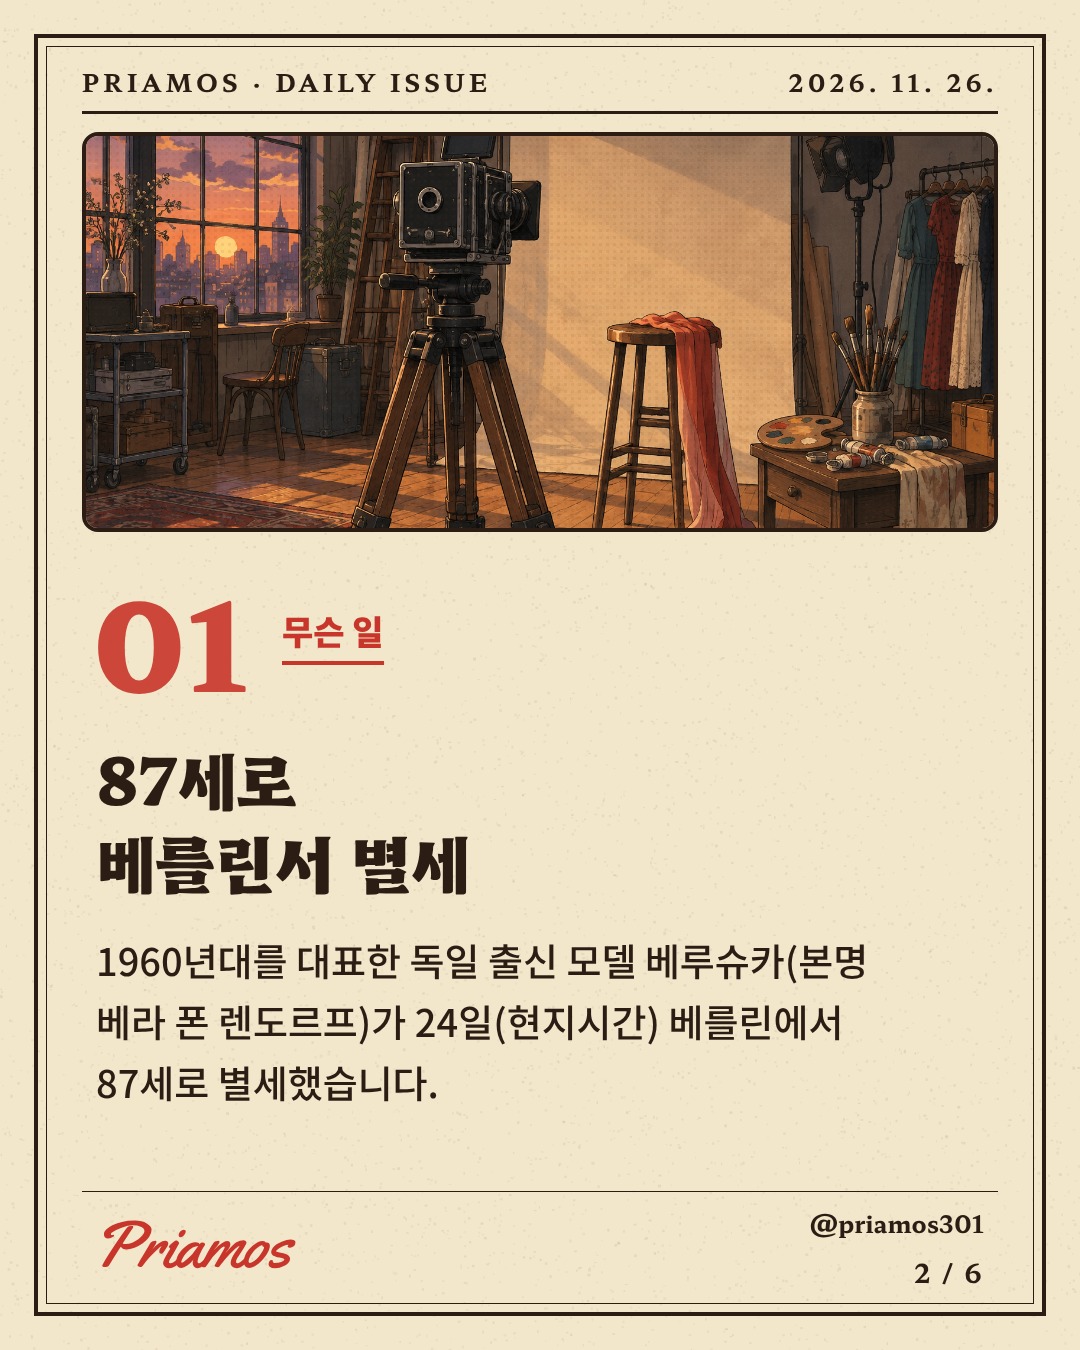 PRIAMOS · DAILY ISSUE
2026. 11. 26.
01
무슨 일
87세로
베를린서 별세
1960년대를 대표한 독일 출신 모델 베루슈카(본명
베라 폰 렌도르프)가 24일(현지시간) 베를린에서
87세로 별세했습니다.
Priamos
@priamos301
2 / 6